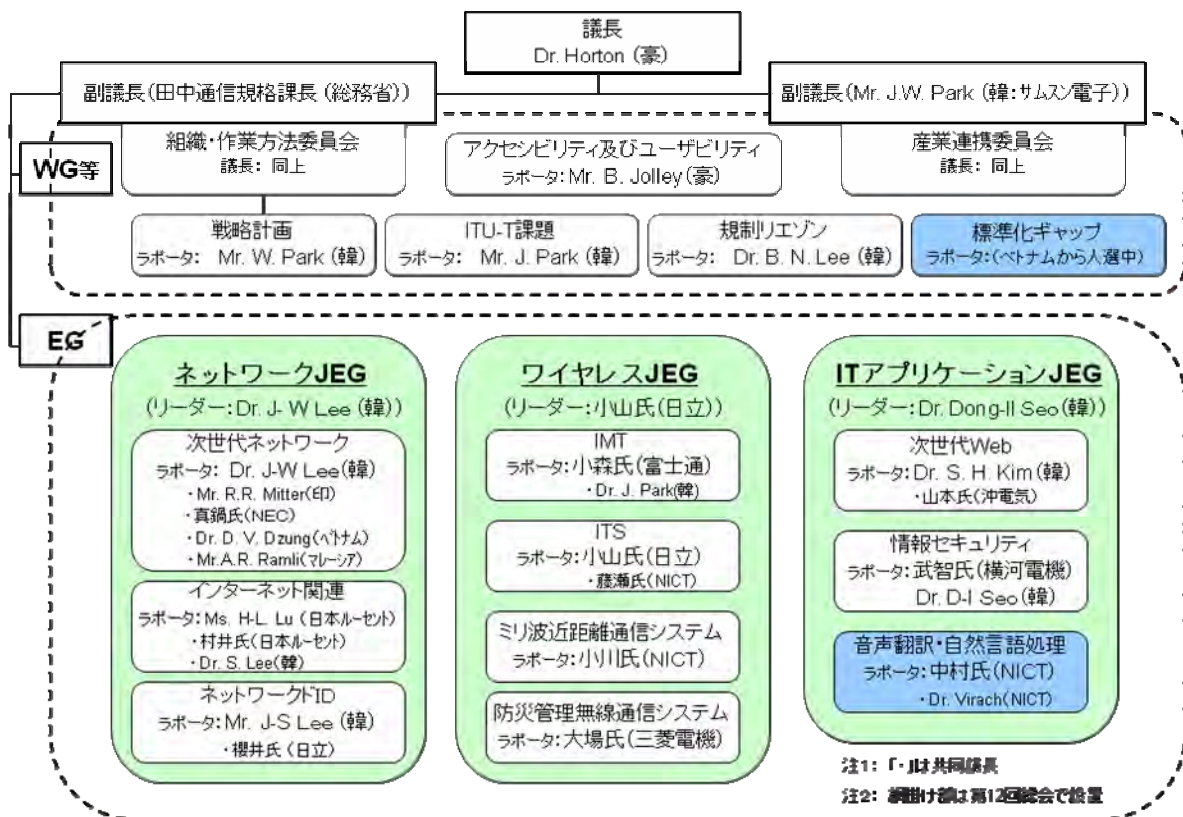 議長
Dr. Horton (豪)
副議長(田中通信規格課長 (総務省))
副議長(Mr. J.W. Park (韓:サムスン電子))
WG等
組織・作業方法委員会
議長: 同上
アクセシビリティ及びユーザビリティ
ラポータ: Mr. B. Jolley(豪)
産業連携委員会
議長: 同上
戦略計画
ラポータ: Mr. W. Park (韓)
ITU-T課題
ラポータ: Mr. J. Park (韓)
規制リエゾン
ラポータ: Dr. B. N. Lee (韓)
標準化ギャップ
ラポータ:(ベトナムから人選中)
EG
ネットワークJEG
(リーダー:Dr. J- W Lee (韓))
次世代ネットワーク
ラポータ: Dr. J-W Lee(韓)
・Mr. R.R. Mitter(印)
・真鍋氏(NEC)
・Dr. D. V. Dzung(ベトナム)
・Mr.A.R. Ramli(マレーシア)
インターネット関連
ラポータ: Ms. H-L. Lu (日本ルーセント)
・村井氏(日本ルーセント)
・Dr. S. Lee(韓)
ネットワークドID
ラポータ: Mr. J-S Lee (韓)
・櫻井氏 (日立)
ワイヤレスJEG
(リーダー:小山氏(日立))
IMT
ラポータ:小森氏(富士通)
・Dr. J. Park(韓)
ITS
ラポータ:小山氏(日立)
・藤瀬氏(NICT)
ミリ波近距離通信システム
ラポータ:小川氏(NICT)
防災管理無線通信システム
ラポータ:大場氏(三菱電機)
ITアプリケーションJEG
(リーダー:Dr. Dong-Il Seo(韓))
次世代Web
ラポータ:Dr. S. H. Kim(韓)
・山本氏(沖電気)
情報セキュリティ
ラポータ:武智氏(横河電機)
Dr. D-I Seo(韓)
音声翻訳・自然言語処理
ラポータ:中村氏(NICT)
・Dr. Virach(NICT)
注1: 「・」は共同議長
注2: 網掛け部は第12回総会で設置